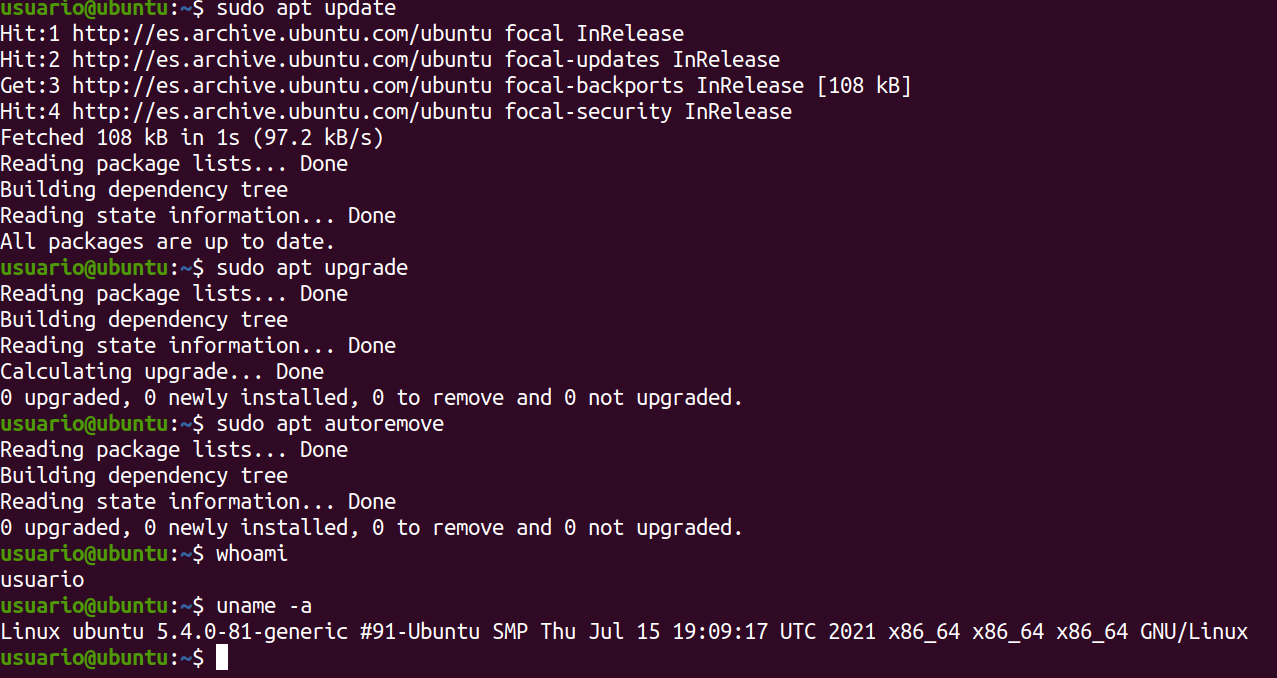 usuario@ubuntu:~$ sudo apt update
Hit:1 http://es.archive.ubuntu.com/ubuntu focal InRelease
Hit:2 http://es.archive.ubuntu.com/ubuntu focal-updates InRelease
Get:3 http://es.archive.ubuntu.com/ubuntu focal-backports InRelease [108 kB]
Hit:4 http://es.archive.ubuntu.com/ubuntu focal-security InRelease
Fetched 108 kB in 1s (97.2 kB/s)
Reading package lists... Done
Building dependency tree
Reading state information... Done
All packages are up to date.
usuario@ubuntu:~$ sudo apt upgrade
Reading package lists... Done
Building dependency tree
Reading state information... Done
Calculating upgrade... Done
0 upgraded, 0 newly installed, 0 to remove and 0 not upgraded.
usuario@ubuntu:~$ sudo apt autoremove
Reading package lists... Done
Building dependency tree
Reading state information... Done
0 upgraded, 0 newly installed, 0 to remove and 0 not upgraded.
usuario@ubuntu:~$ whoami
usuario
usuario@ubuntu:~$ uname -a
Linux ubuntu 5.4.0-81-generic #91-Ubuntu SMP Thu Jul 15 19:09:17 UTC 2021 x86_64 x86_64 x86_64 GNU/Linux
usuario@ubuntu:~$